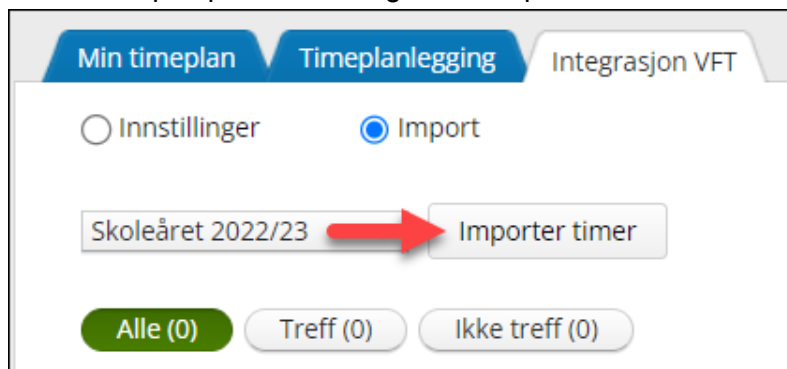 Min timeplan Timeplanlegging Integrasjon VFT
Innstillinger Import
Skoleåret 2022/23 Importer timer
Alle (0) Treff (0) Ikke treff (0)